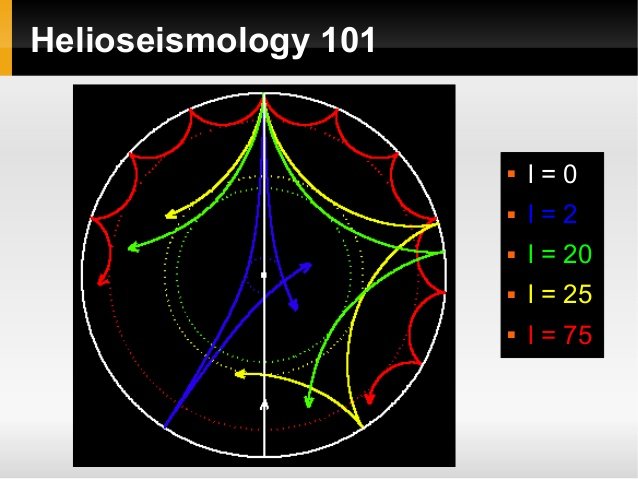 Helioseismology 101
l = 0
l = 2
l = 20
l = 25
l = 75